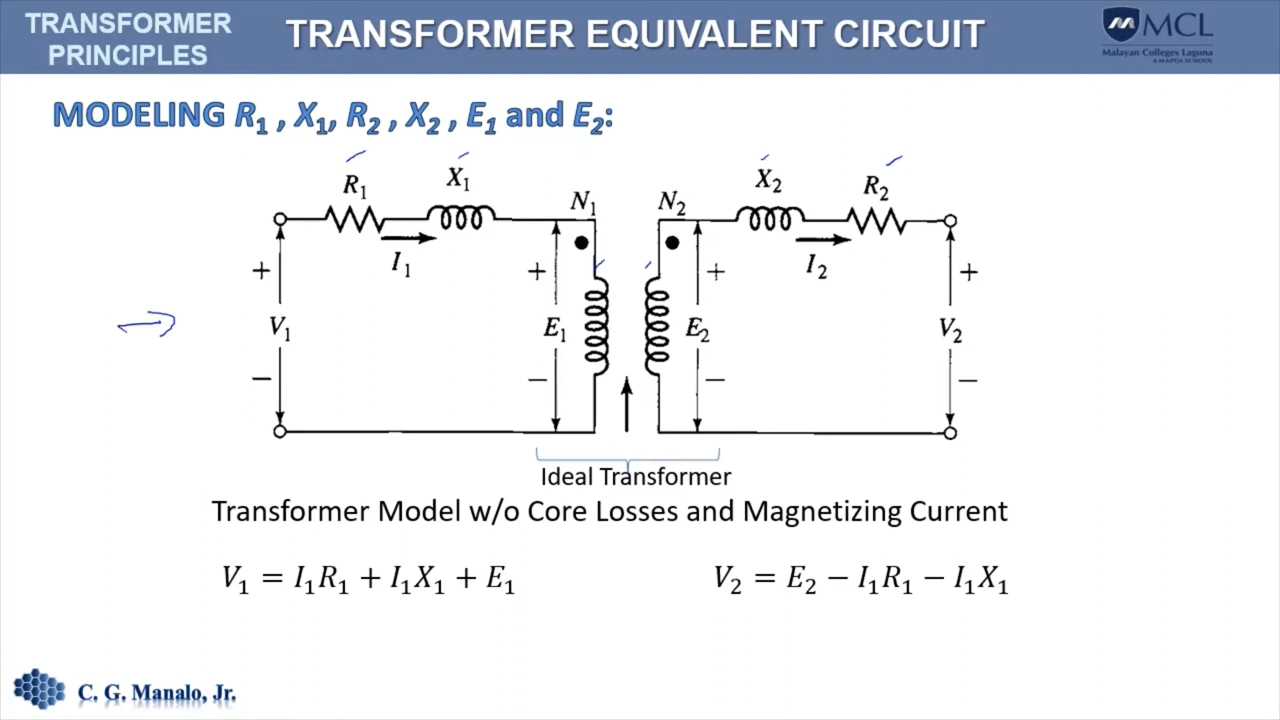 TRANSFORMER
PRINCIPLES
TRANSFORMER EQUIVALENT CIRCUIT
MCL
Malayan Colleges Laguna
A MAPUA SCHOOL
MODELING R₁ , X₁, R₂ , X₂ , E₁ and E₂:
R₁
X₁
N₁
N₂
X₂
R₂
I₁
I₂
+
+
+
+
V₁
E₁
E₂
V₂
−
−
−
−
Ideal Transformer
Transformer Model w/o Core Losses and Magnetizing Current
V₁ = I₁R₁ + I₁X₁ + E₁
V₂ = E₂ − I₁R₁ − I₁X₁
C. G. Manalo, Jr.